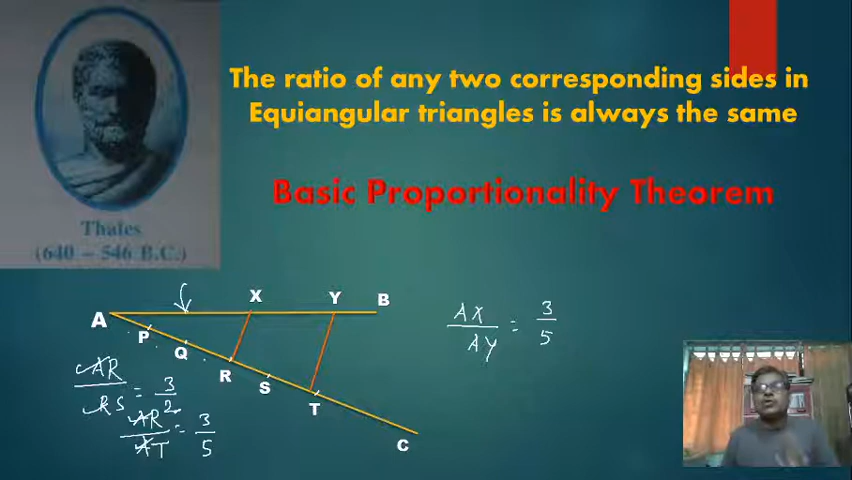 The ratio of any two corresponding sides in
Equiangular triangles is always the same
Basic Proportionality Theorem
Thales
(640 – 546 B.C.)
A
X
Y
B
P
Q
R
S
T
C
AX/AY = 3/5
AR/RS = 3/2
AR/AT = 3/5